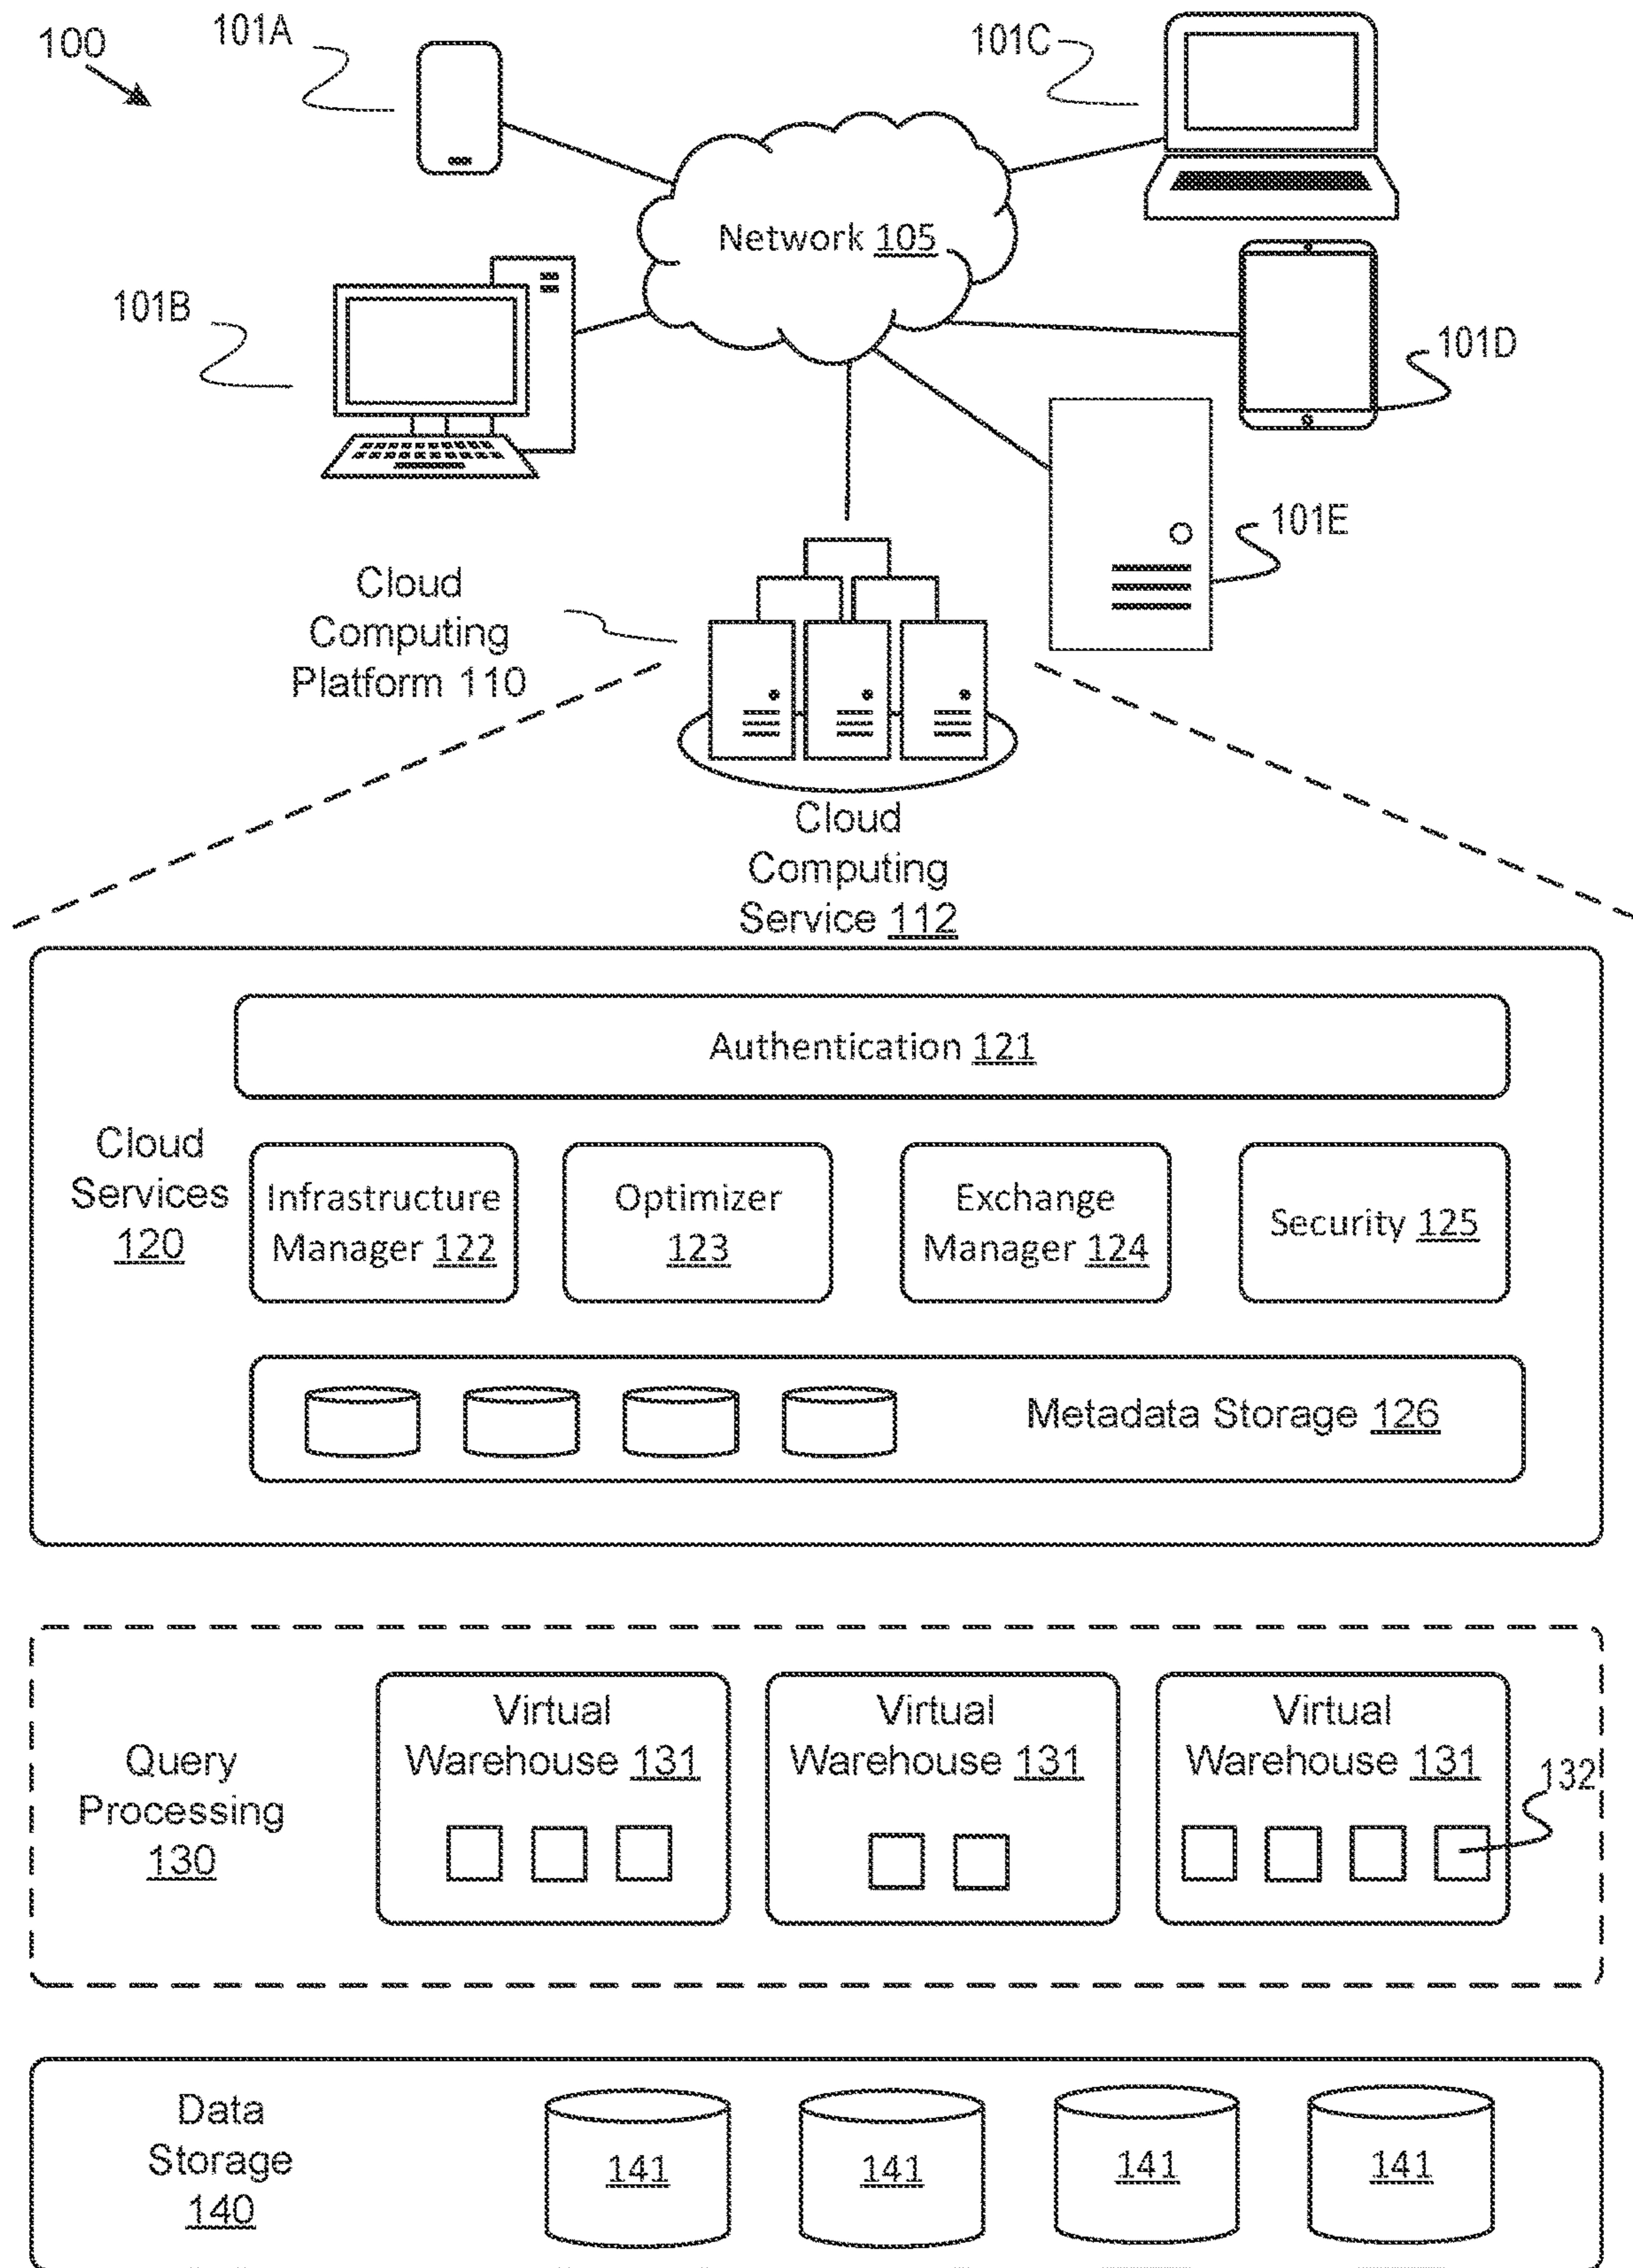 100
101A
101C
Network 105
101B
101D
101E
Cloud
Computing
Platform 110
Cloud
Computing
Service 112
Authentication 121
Cloud
Services
120
Infrastructure
Manager 122
Optimizer
123
Exchange
Manager 124
Security 125
Metadata Storage 126
Query
Processing
130
Virtual
Warehouse 131
Virtual
Warehouse 131
Virtual
Warehouse 131
132
Data
Storage
140
141
141
141
141